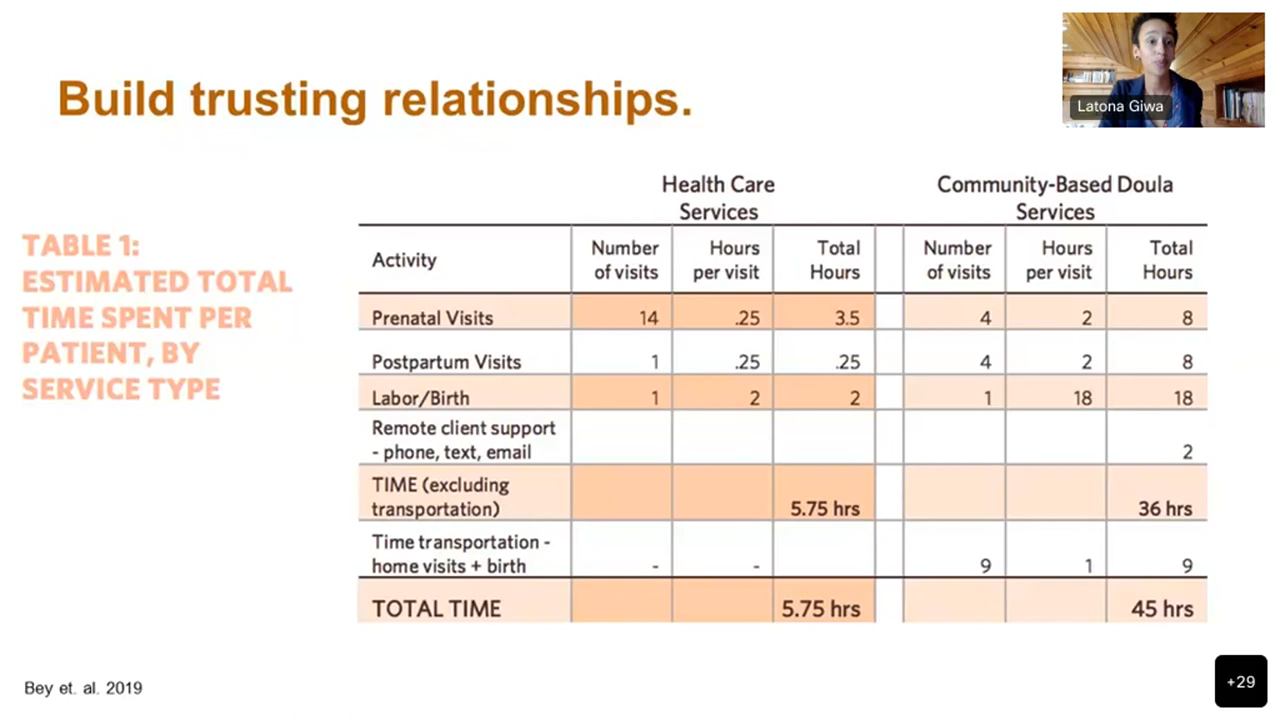 Build trusting relationships.
Latona Giwa
TABLE 1:
ESTIMATED TOTAL
TIME SPENT PER
PATIENT, BY
SERVICE TYPE
Health Care
Services
Community-Based Doula
Services
Activity
Number
of visits
Hours
per visit
Total
Hours
Number
of visits
Hours
per visit
Total
Hours
Prenatal Visits 14 .25 3.5 4 2 8
Postpartum Visits 1 .25 .25 4 2 8
Labor/Birth 1 2 2 1 18 18
Remote client support
- phone, text, email 2
TIME (excluding
transportation) 5.75 hrs 36 hrs
Time transportation -
home visits + birth - - 9 1 9
TOTAL TIME 5.75 hrs 45 hrs
Bey et. al. 2019
+29